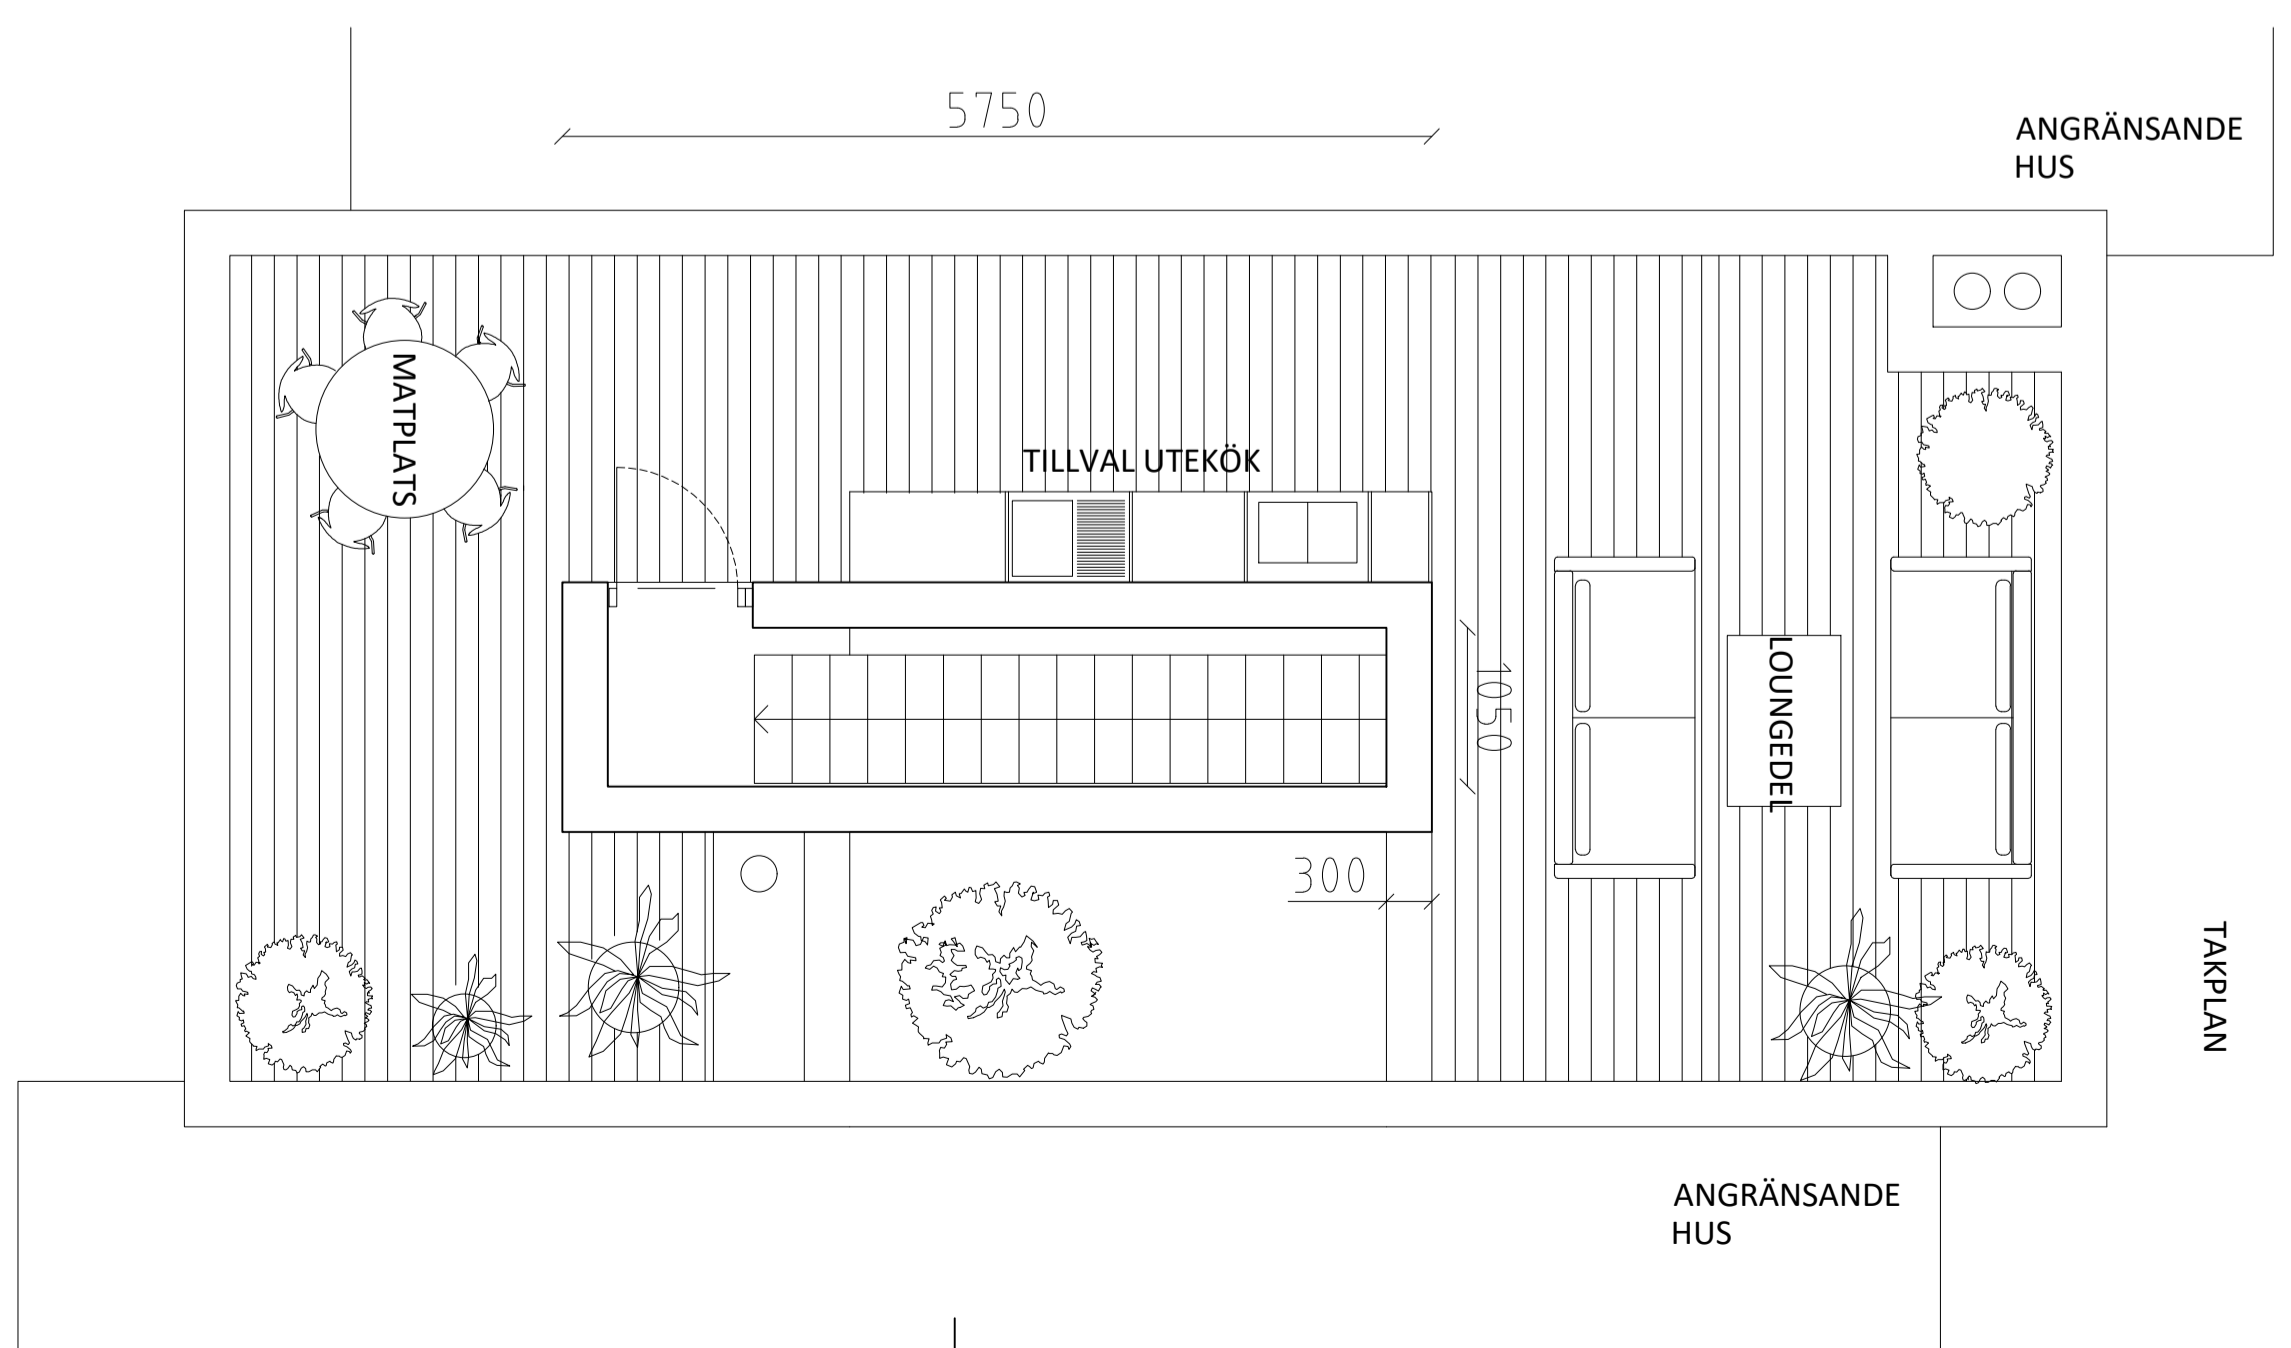 5750
ANGRÄNSANDE
HUS
MATPLATS
TILLVAL UTEKÖK
1050
LOUNGEDEL
300
TAKPLAN
ANGRÄNSANDE
HUS